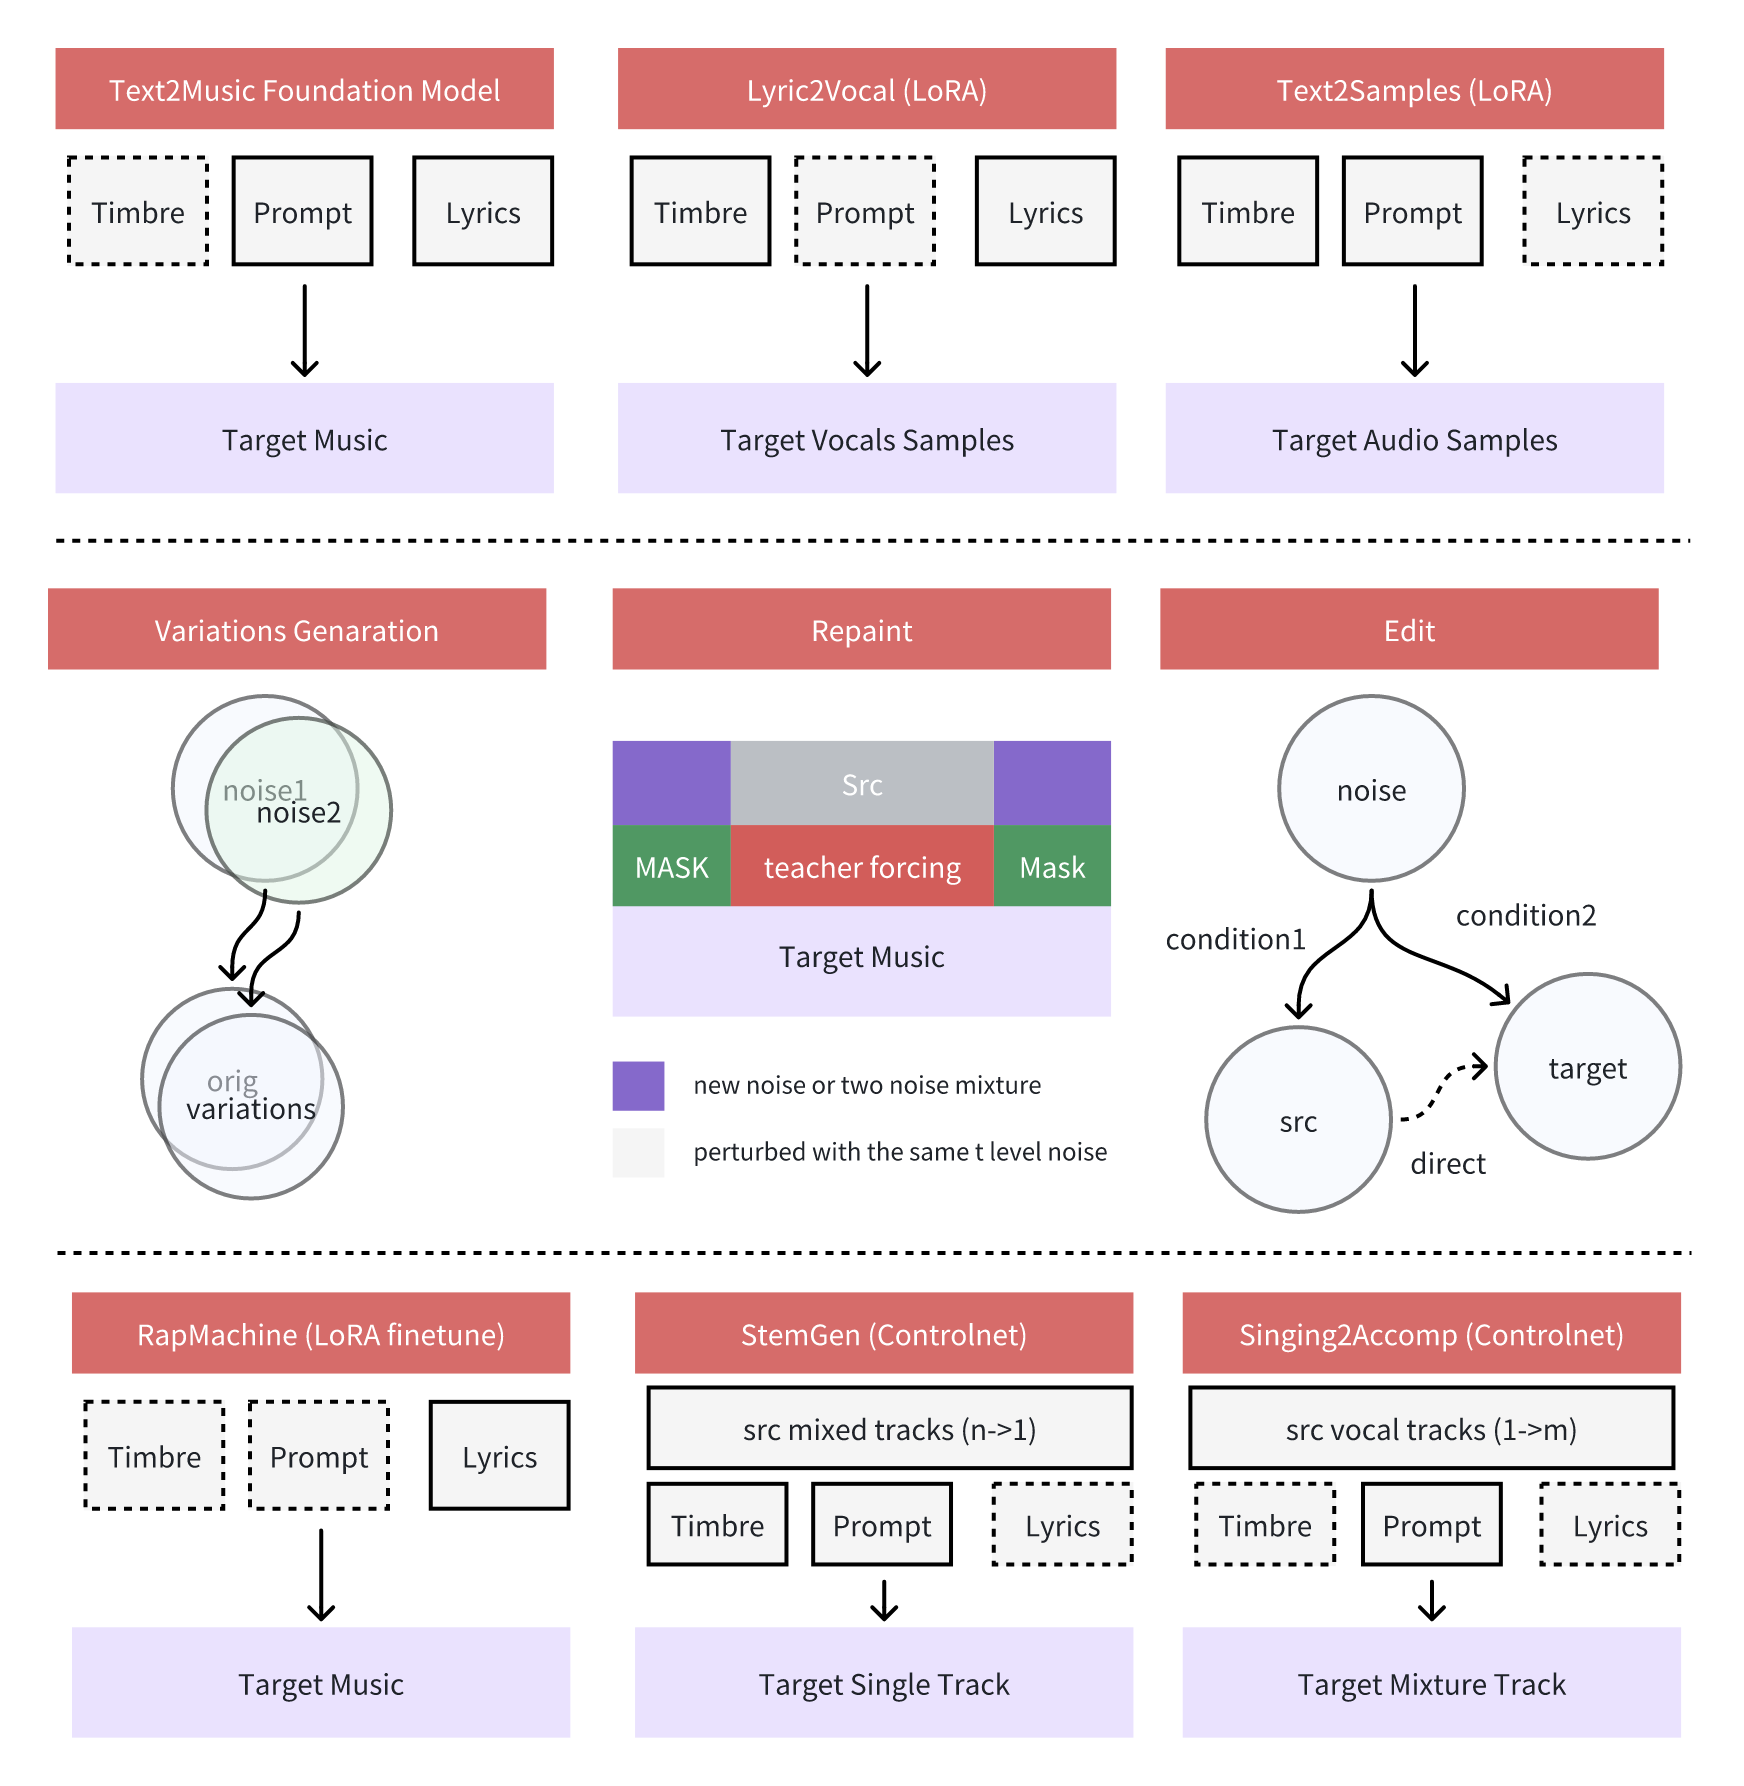 Text2Music Foundation Model
Lyric2Vocal (LoRA)
Text2Samples (LoRA)
Timbre
Prompt
Lyrics
Timbre
Prompt
Lyrics
Timbre
Prompt
Lyrics
Target Music
Target Vocals Samples
Target Audio Samples
Variations Genaration
Repaint
Edit
noise1
noise2
orig
variations
Src
MASK
teacher forcing
Mask
Target Music
new noise or two noise mixture
perturbed with the same t level noise
noise
condition1
condition2
src
target
direct
RapMachine (LoRA finetune)
StemGen (Controlnet)
Singing2Accomp (Controlnet)
Timbre
Prompt
Lyrics
src mixed tracks (n->1)
Timbre
Prompt
Lyrics
src vocal tracks (1->m)
Timbre
Prompt
Lyrics
Target Music
Target Single Track
Target Mixture Track